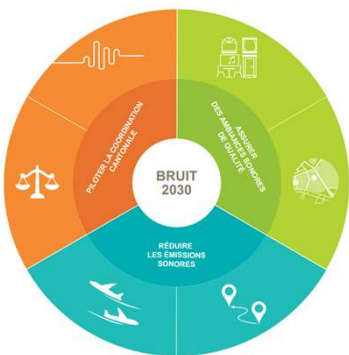 BRUIT
2030
PILOTER LA COORDINATION
CANTONALE
ASSURER
DES AMBIANCES SONORES
DE QUALITÉ
RÉDUIRE
LES ÉMISSIONS
SONORES